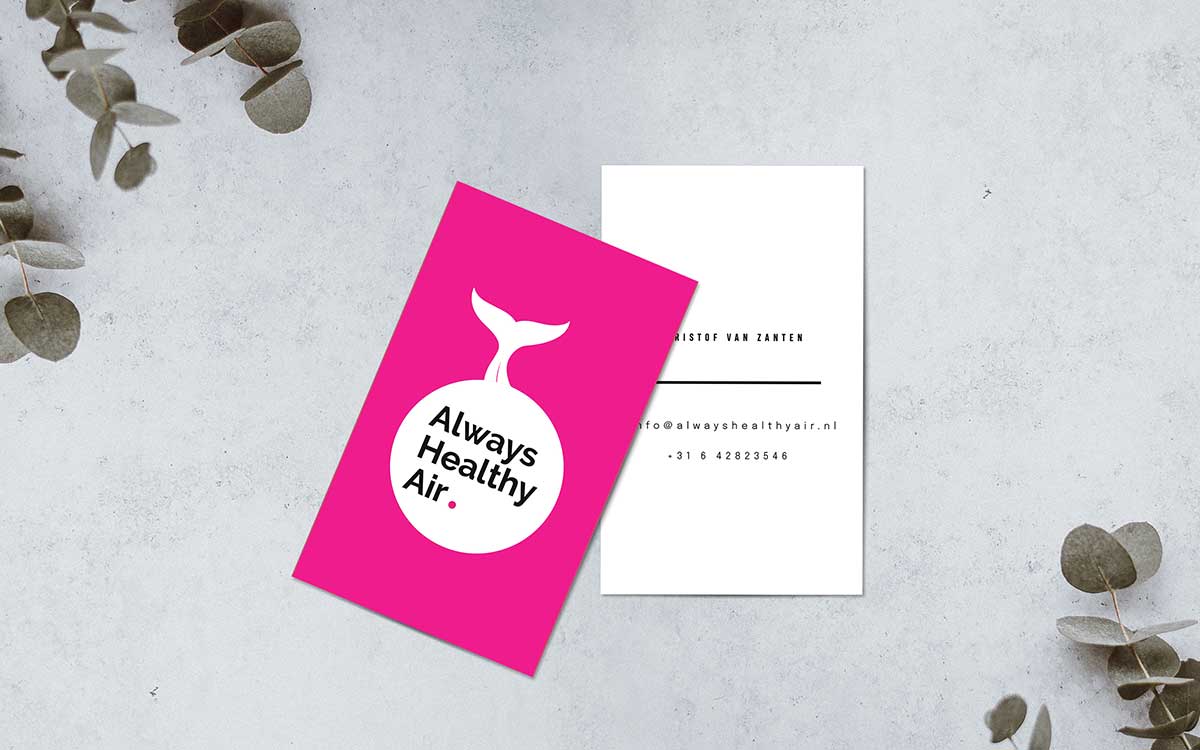 Always
Healthy
Air.
RISTOF VAN ZANTEN
nfo@alwayshealthyair.nl
+31 6 42823546